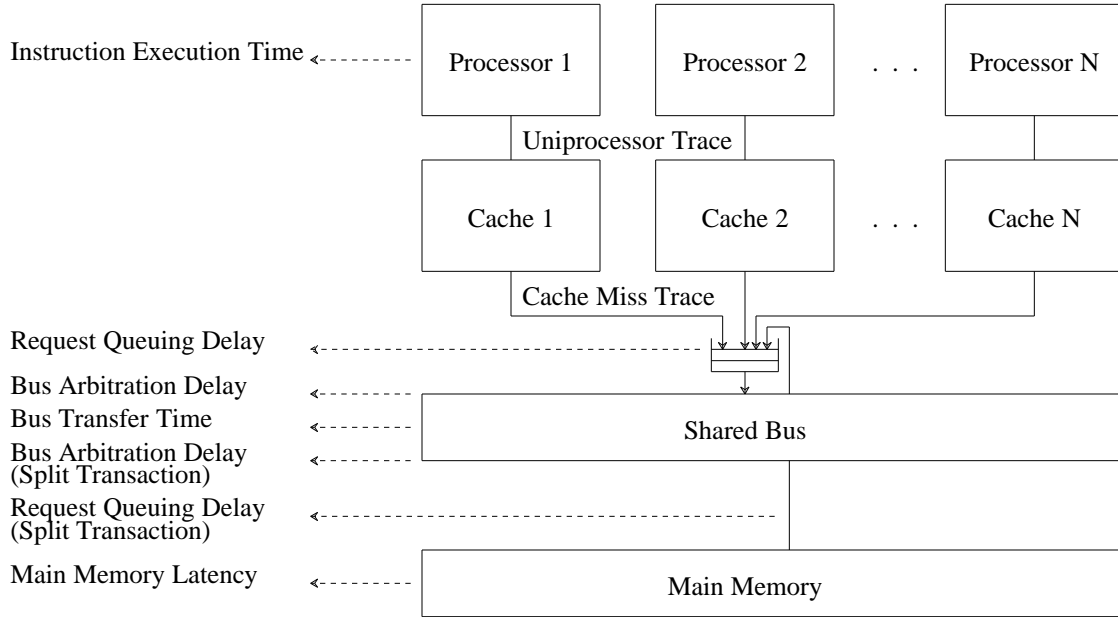 Instruction Execution Time
Processor 1
Processor 2
. . .
Processor N
Uniprocessor Trace
Cache 1
Cache 2
. . .
Cache N
Cache Miss Trace
Request Queuing Delay
Bus Arbitration Delay
Bus Transfer Time
Shared Bus
Bus Arbitration Delay
(Split Transaction)
Request Queuing Delay
(Split Transaction)
Main Memory Latency
Main Memory